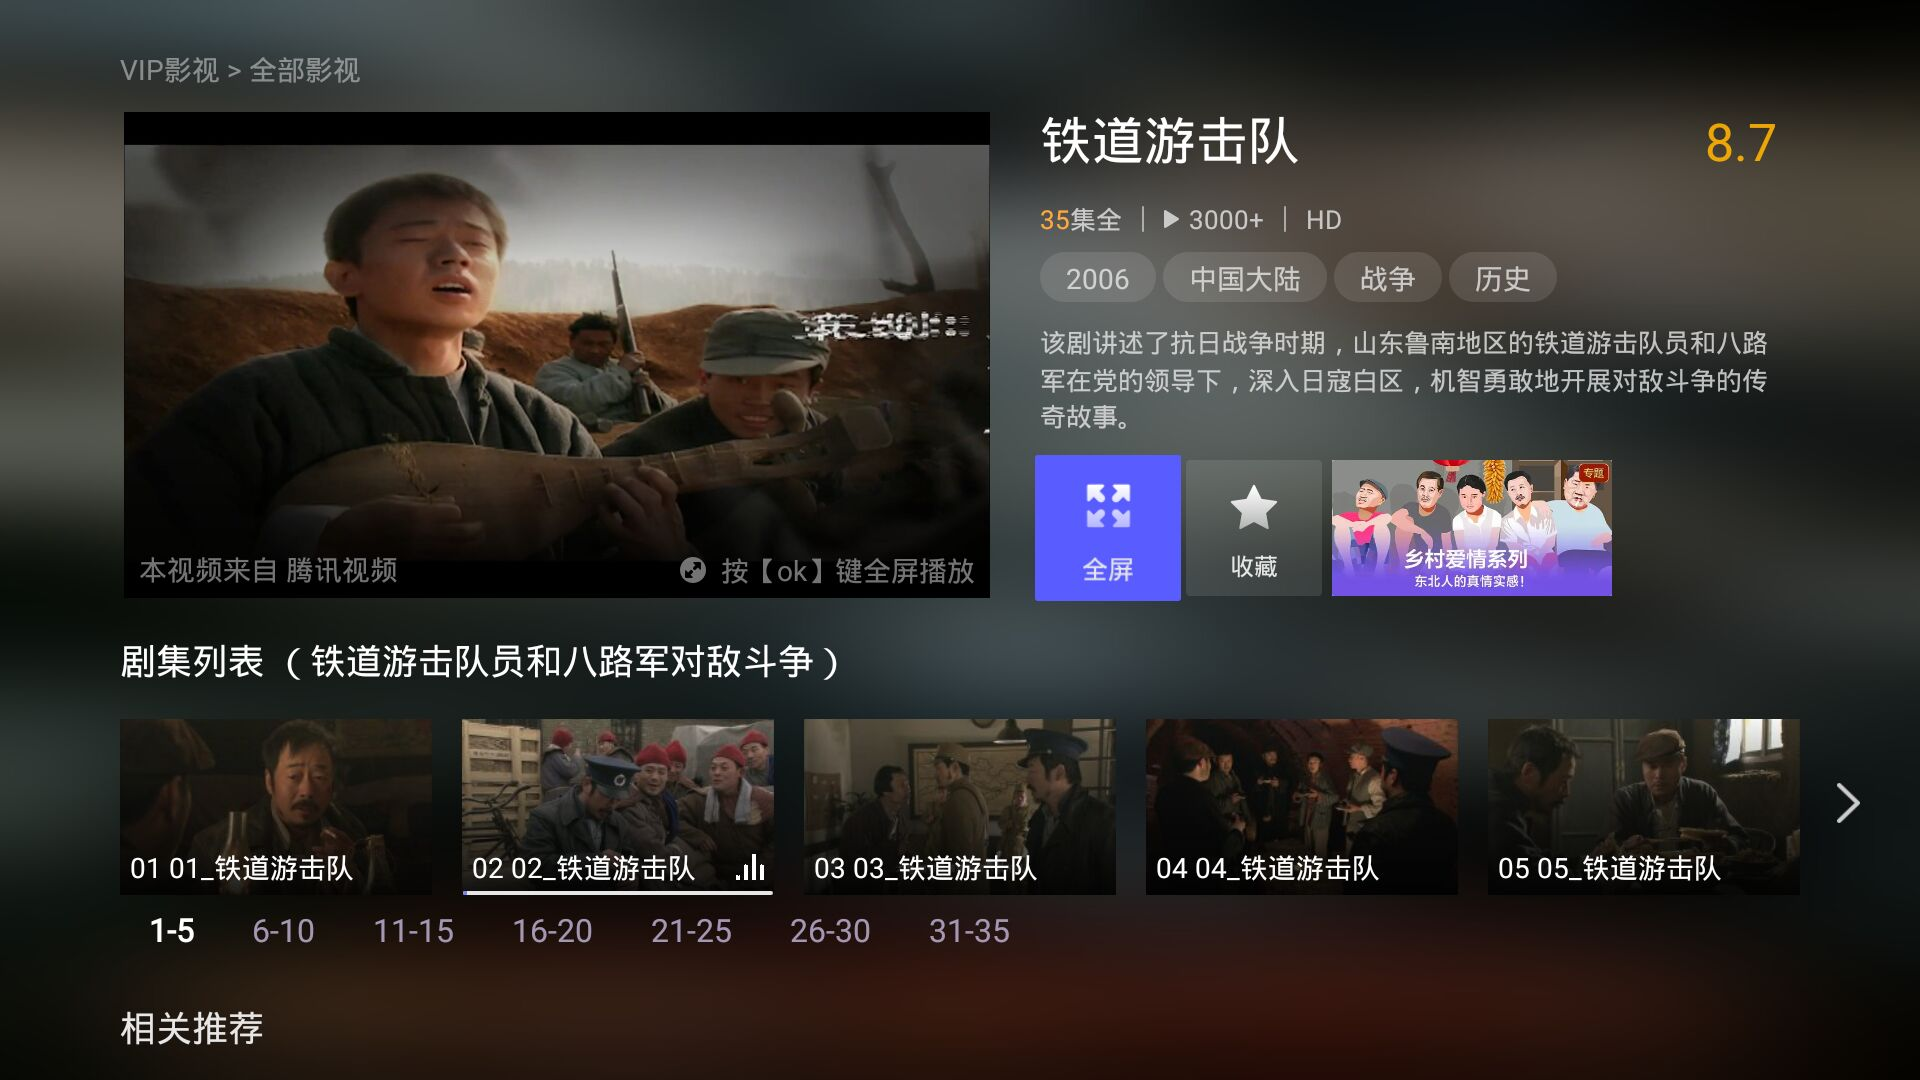 VIP影视 > 全部影视
本视频来自 腾讯视频
按【ok】键全屏播放
铁道游击队
8.7
35集全 | 3000+ | HD
2006 中国大陆 战争 历史
该剧讲述了抗日战争时期，山东鲁南地区的铁道游击队员和八路
军在党的领导下，深入日寇白区，机智勇敢地开展对敌斗争的传
奇故事。
全屏
收藏
专题
乡村爱情系列
东北人的真情实感！
剧集列表（铁道游击队员和八路军对敌斗争）
01 01_铁道游击队
02 02_铁道游击队
03 03_铁道游击队
04 04_铁道游击队
05 05_铁道游击队
1-5 6-10 11-15 16-20 21-25 26-30 31-35
相关推荐